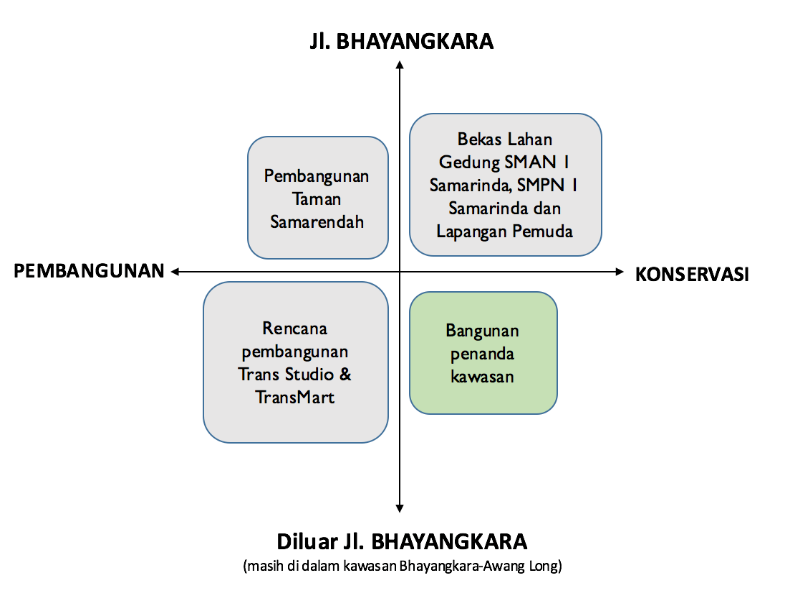 Jl. BHAYANGKARA
Pembangunan
Taman
Samarendah
Bekas Lahan
Gedung SMAN 1
Samarinda, SMPN 1
Samarinda dan
Lapangan Pemuda
PEMBANGUNAN
KONSERVASI
Rencana
pembangunan
Trans Studio &
TransMart
Bangunan
penanda
kawasan
Diluar Jl. BHAYANGKARA
(masih di dalam kawasan Bhayangkara-Awang Long)